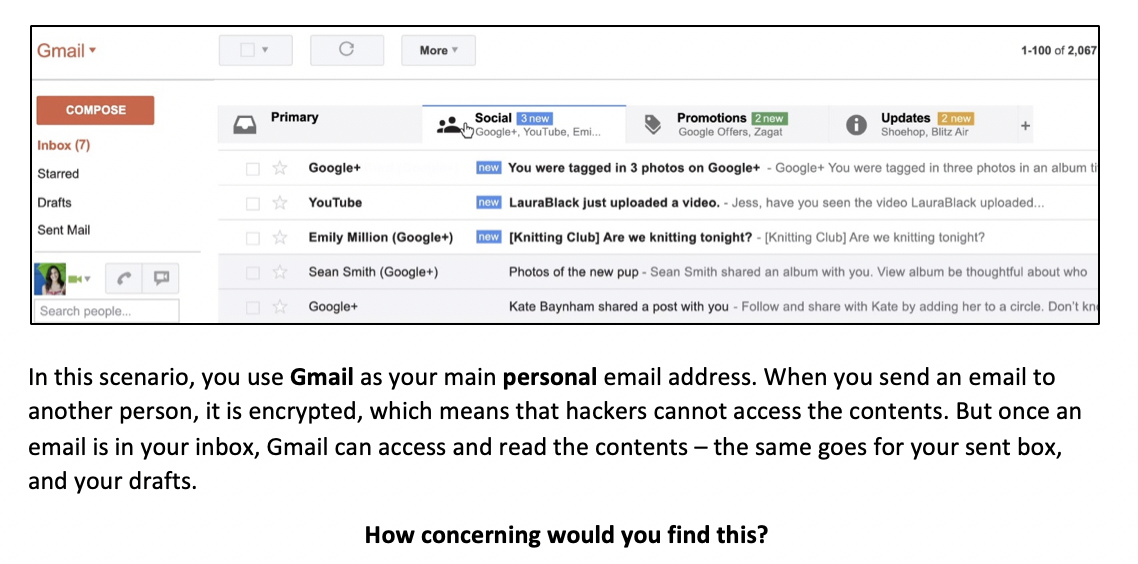 Gmail
More
1-100 of 2,067
COMPOSE
Primary
Social 3 new
Google+, YouTube, Emi...
Promotions 2 new
Google Offers, Zagat
Updates 2 new
Shoehop, Blitz Air
+
Inbox (7)
Starred
Drafts
Sent Mail
Search people...
Google+ new You were tagged in 3 photos on Google+ - Google+ You were tagged in three photos in an album ti
YouTube new LauraBlack just uploaded a video. - Jess, have you seen the video LauraBlack uploaded...
Emily Million (Google+) new [Knitting Club] Are we knitting tonight? - [Knitting Club] Are we knitting tonight?
Sean Smith (Google+) Photos of the new pup - Sean Smith shared an album with you. View album be thoughtful about who
Google+ Kate Baynham shared a post with you - Follow and share with Kate by adding her to a circle. Don't kn
In this scenario, you use Gmail as your main personal email address. When you send an email to
another person, it is encrypted, which means that hackers cannot access the contents. But once an
email is in your inbox, Gmail can access and read the contents – the same goes for your sent box,
and your drafts.
How concerning would you find this?